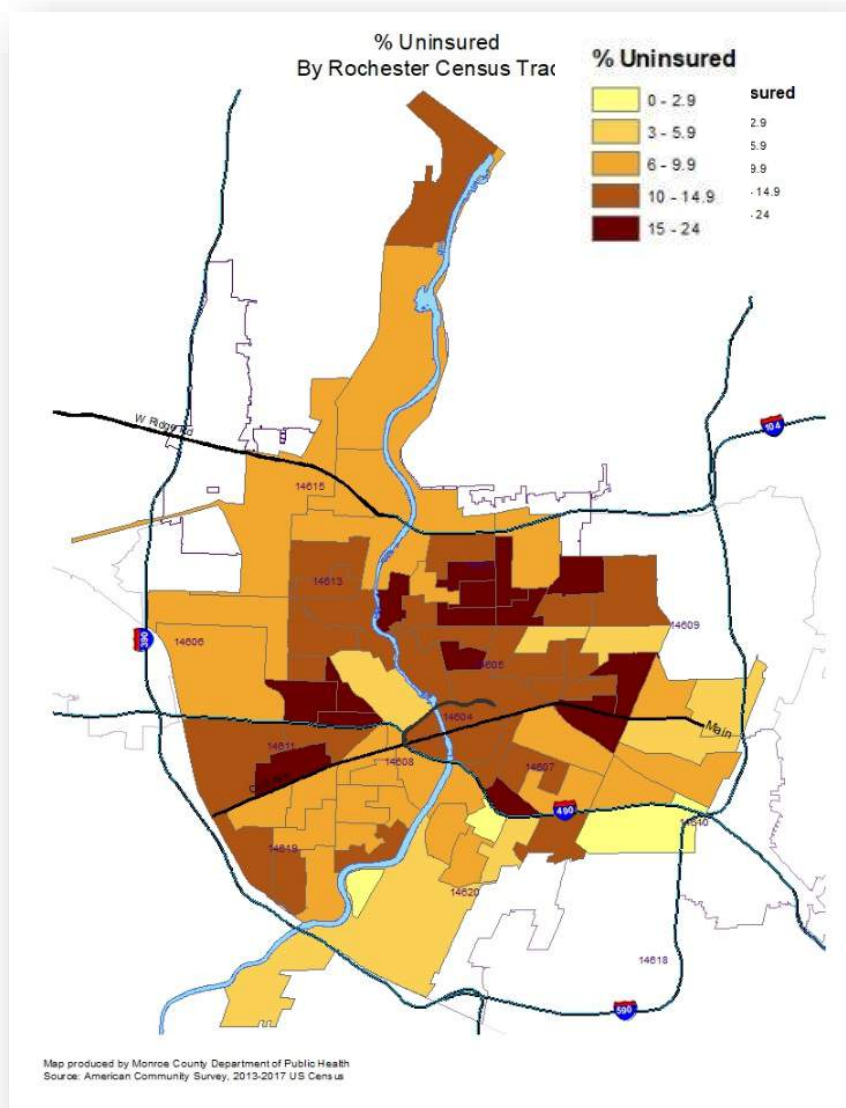 % Uninsured
By Rochester Census Trac
% Uninsured
0 - 2.9
3 - 5.9
6 - 9.9
10 - 14.9
15 - 24
sured
2.9
5.9
9.9
- 14.9
- 24
104
W Ridge Rd
14615
14613
14609
390
14606
14605
14604
Main
14611
14608
14607
490
14610
14619
14620
14618
590
Map produced by Monroe County Department of Public Health
Source: American Community Survey, 2013-2017 US Census